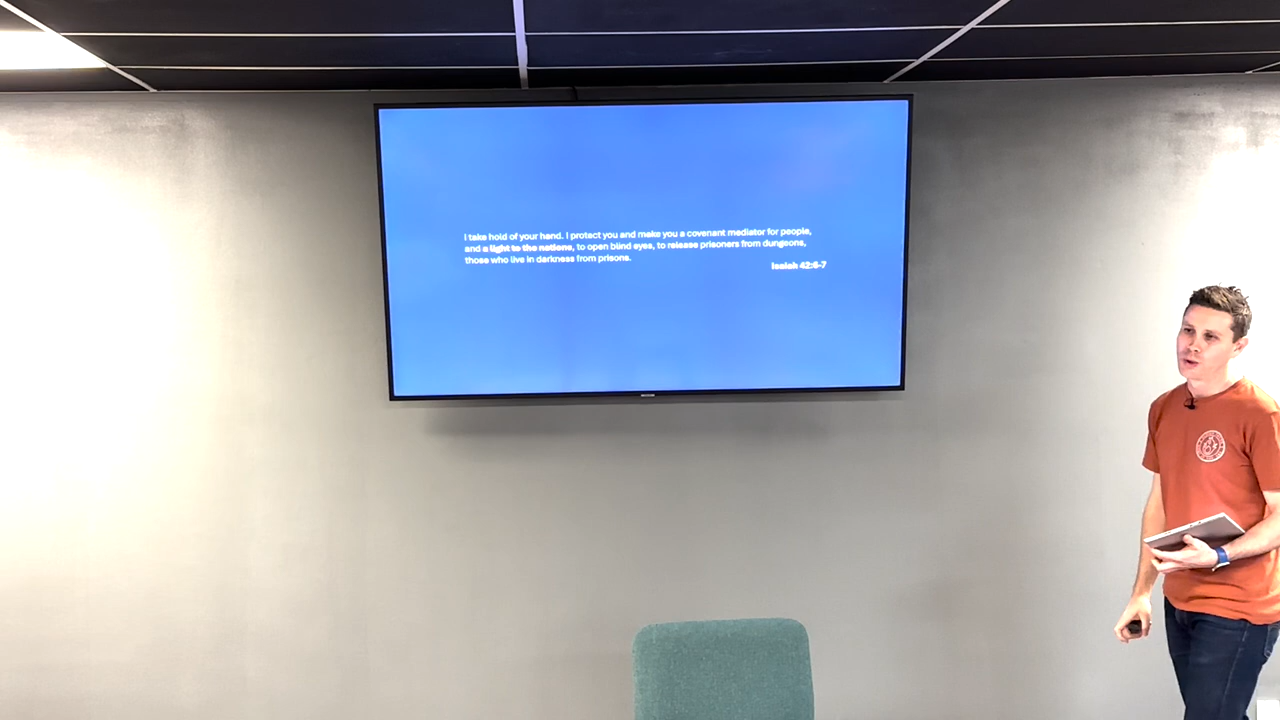 I take hold of your hand. I protect you and make you a covenant mediator for people,
and a light to the nations, to open blind eyes, to release prisoners from dungeons,
those who live in darkness from prisons.
Isaiah 42:6-7